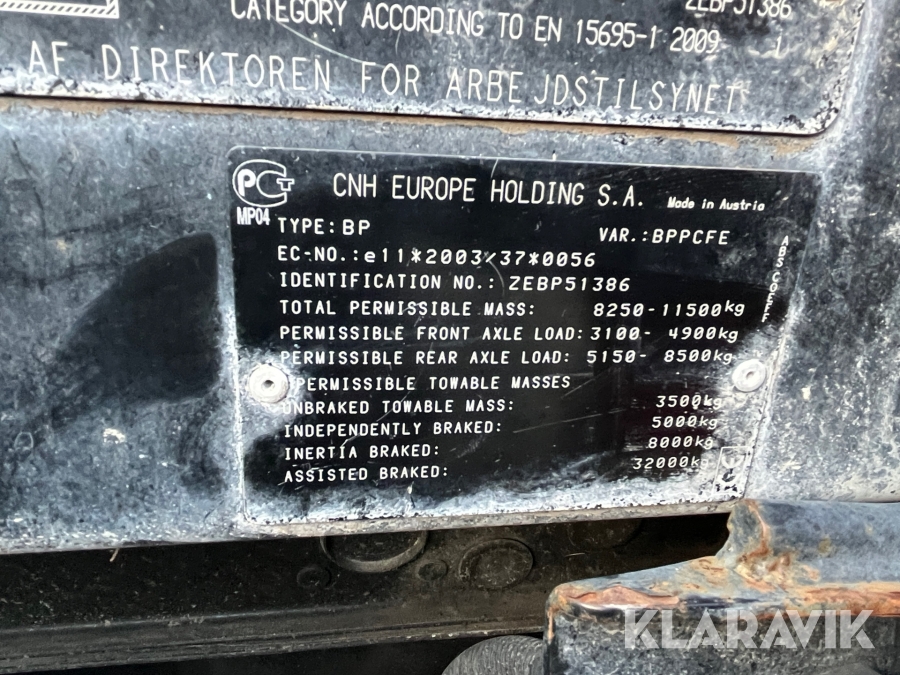 ZEBP51386
CATEGORY ACCORDING TO EN 15695-1 2009 1
AF DIREKTOREN FOR ARBEJDSTILSYNET
PCT
MP04
CNH EUROPE HOLDING S.A. Made in Austria
TYPE: BP VAR.: BPPCFE
EC-NO.: e11*2003/37*0056
IDENTIFICATION NO.: ZEBP51386
TOTAL PERMISSIBLE MASS: 8250-11500kg
PERMISSIBLE FRONT AXLE LOAD: 3100- 4900kg
PERMISSIBLE REAR AXLE LOAD: 5150- 8500kg
PERMISSIBLE TOWABLE MASSES
UNBRAKED TOWABLE MASS: 3500kg
INDEPENDENTLY BRAKED: 5000kg
INERTIA BRAKED: 8000kg
ASSISTED BRAKED: 32000kg
KLARAVIK